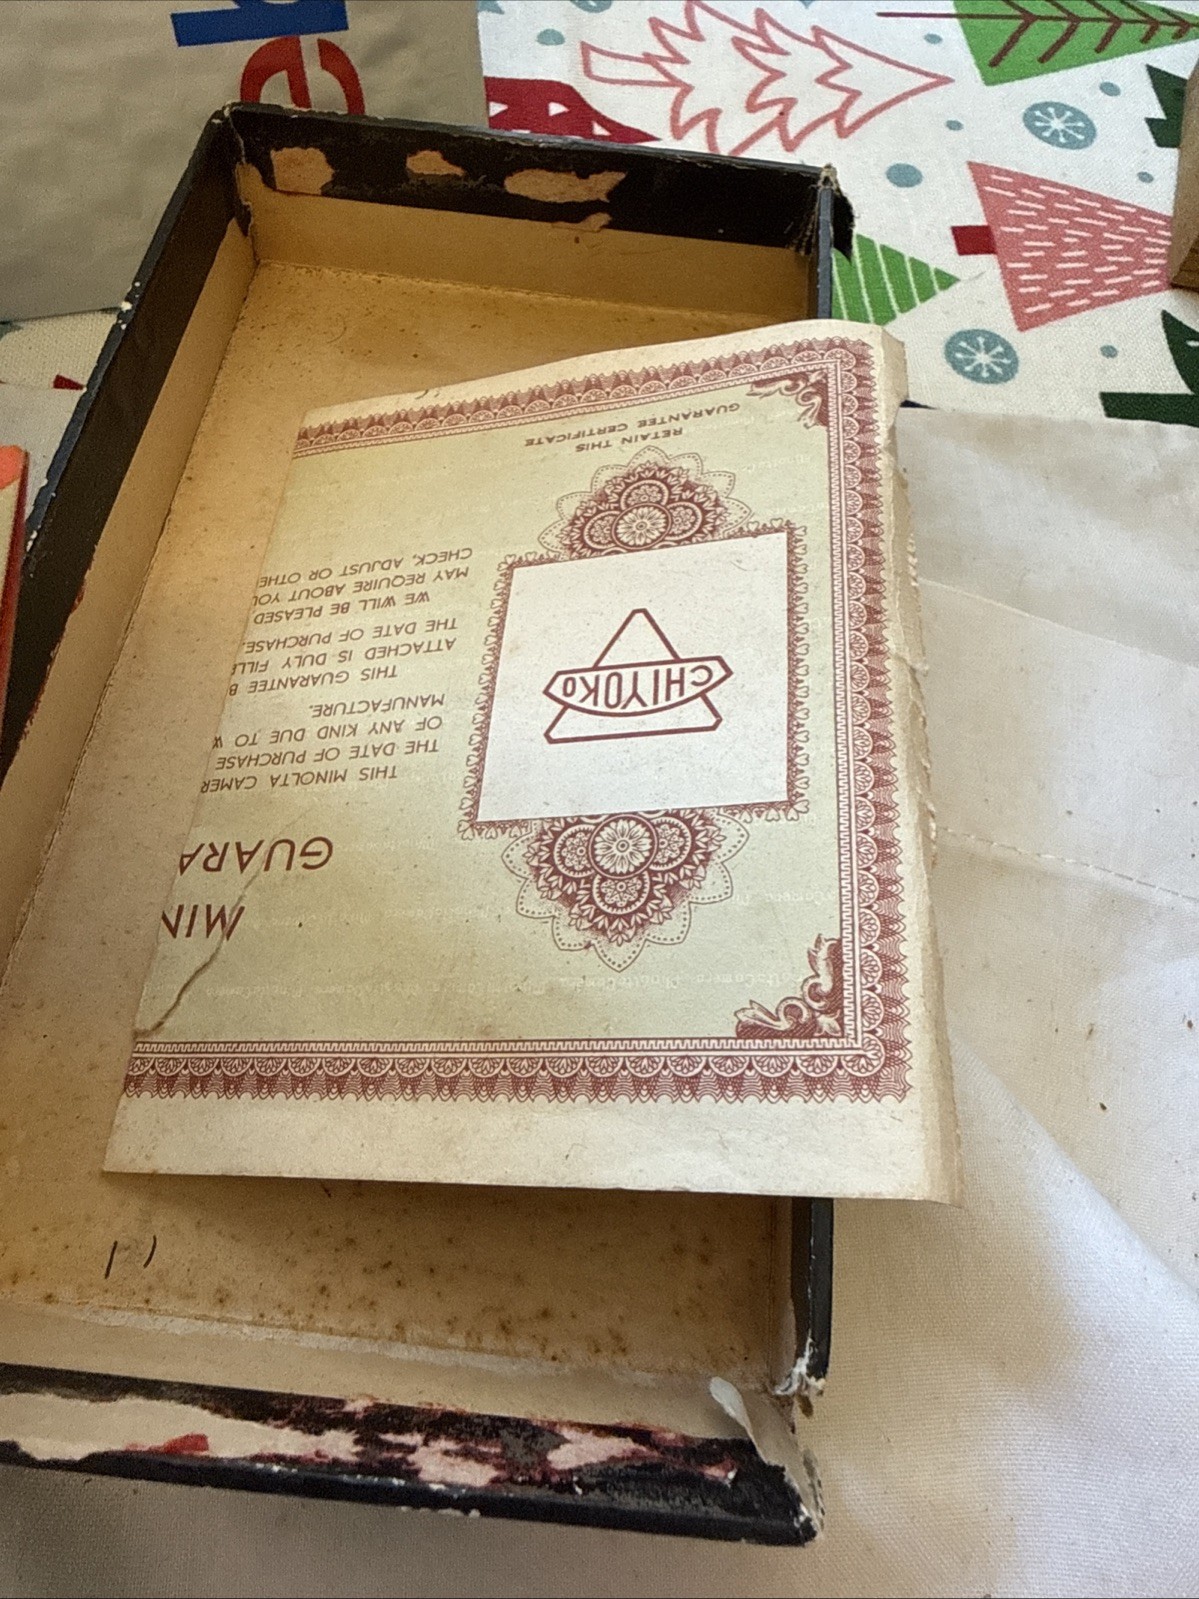 MIN
GUARA
THIS MINOLTA CAMER
THE DATE OF PURCHASE
OF ANY KIND DUE TO W
MANUFACTURE.
THIS GUARANTEE B
ATTACHED IS DULY FILLE
THE DATE OF PURCHASE.
WE WILL BE PLEASED
MAY REQUIRE ABOUT YOU
CHECK, ADJUST OR OTHE
CHIYOKO
RETAIN THIS
GUARANTEE CERTIFICATE
eb